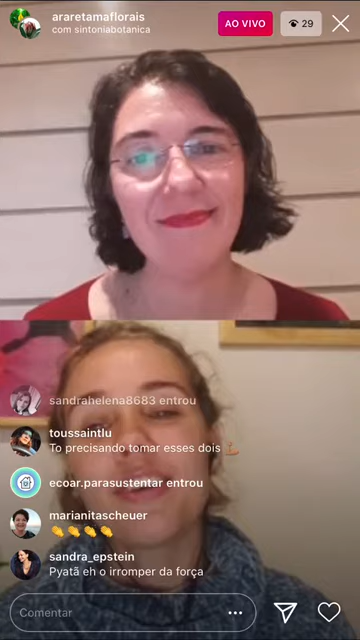 araretamaflorais
com sintoniabotanica
AO VIVO
29
sandrahelena8683 entrou
toussaintlu
To precisando tomar esses dois 💪🏽
ecoar.parasustentar entrou
marianitascheuer
👏👏👏👏
sandra_epstein
Pyatã eh o irromper da força
Comentar